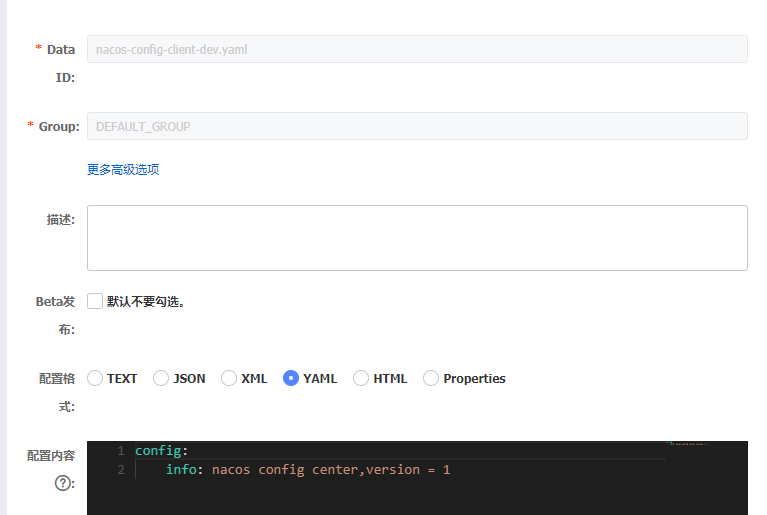 * Data ID:
nacos-config-client-dev.yaml
* Group:
DEFAULT_GROUP
更多高级选项
描述:
Beta发布:
默认不要勾选。
配置格式:
TEXT JSON XML YAML HTML Properties
配置内容 ?:
1 config:
2 info: nacos config center,version = 1